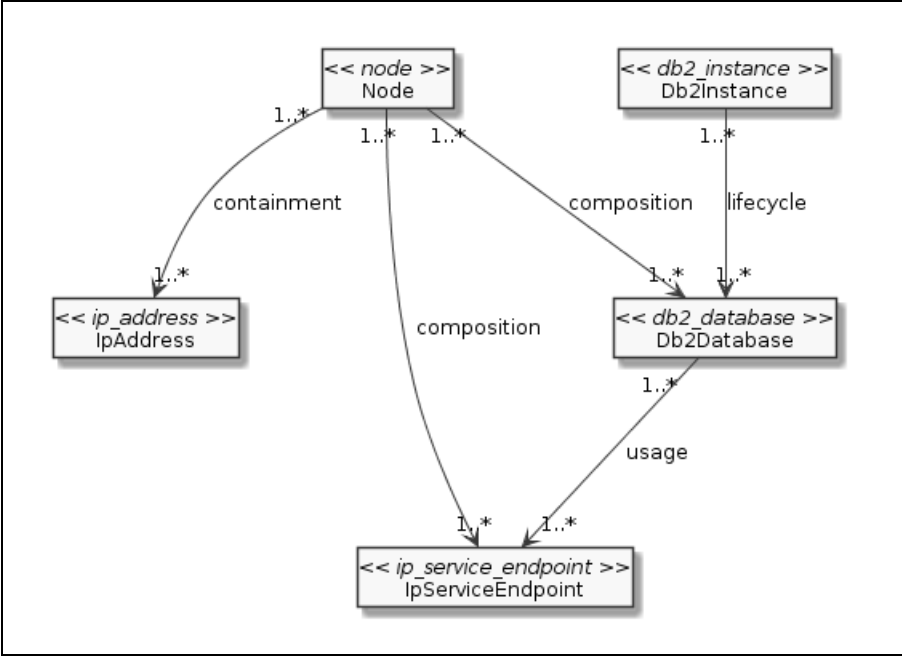 << node >>
Node
<< db2_instance >>
Db2Instance
1..*
1..*
1..*
1..*
containment
composition
lifecycle
1..*
1..*
1..*
<< ip_address >>
IpAddress
<< db2_database >>
Db2Database
composition
1..*
usage
1..*
1..*
<< ip_service_endpoint >>
IpServiceEndpoint